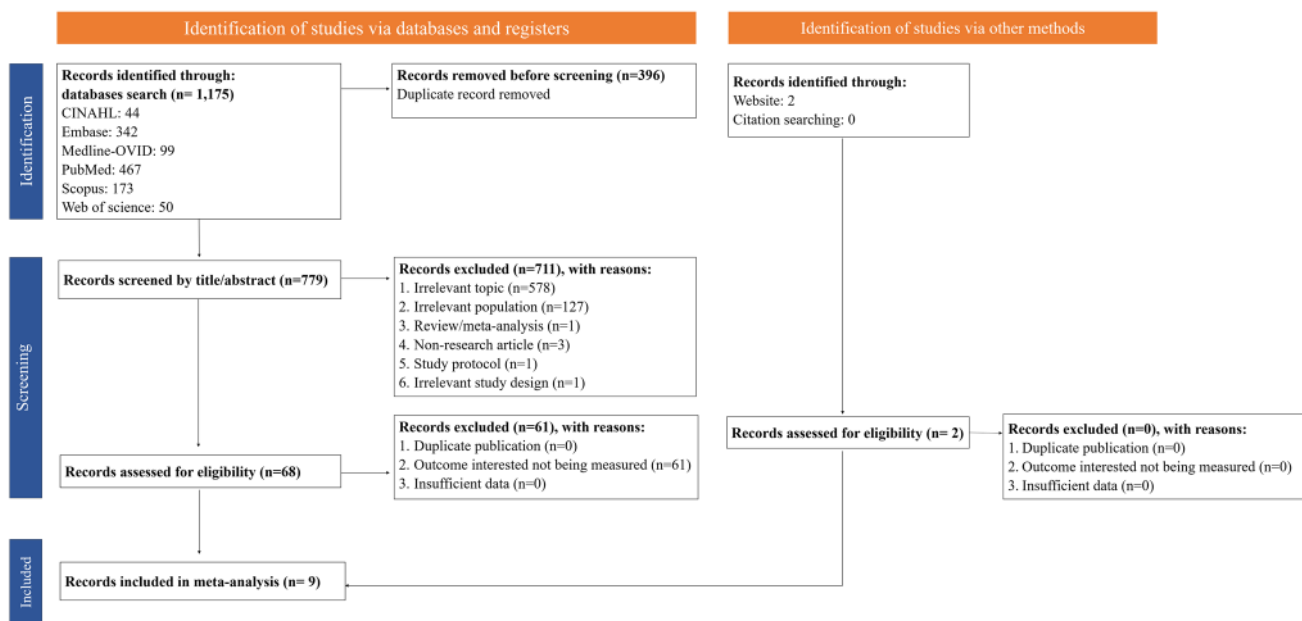 Identification of studies via databases and registers
Identification of studies via other methods
Identification
Records identified through:
databases search (n= 1,175)
CINAHL: 44
Embase: 342
Medline-OVID: 99
PubMed: 467
Scopus: 173
Web of science: 50
Records removed before screening (n=396)
Duplicate record removed
Records identified through:
Website: 2
Citation searching: 0
Screening
Records screened by title/abstract (n=779)
Records excluded (n=711), with reasons:
1. Irrelevant topic (n=578)
2. Irrelevant population (n=127)
3. Review/meta-analysis (n=1)
4. Non-research article (n=3)
5. Study protocol (n=1)
6. Irrelevant study design (n=1)
Records assessed for eligibility (n=68)
Records excluded (n=61), with reasons:
1. Duplicate publication (n=0)
2. Outcome interested not being measured (n=61)
3. Insufficient data (n=0)
Records assessed for eligibility (n= 2)
Records excluded (n=0), with reasons:
1. Duplicate publication (n=0)
2. Outcome interested not being measured (n=0)
3. Insufficient data (n=0)
Included
Records included in meta-analysis (n= 9)